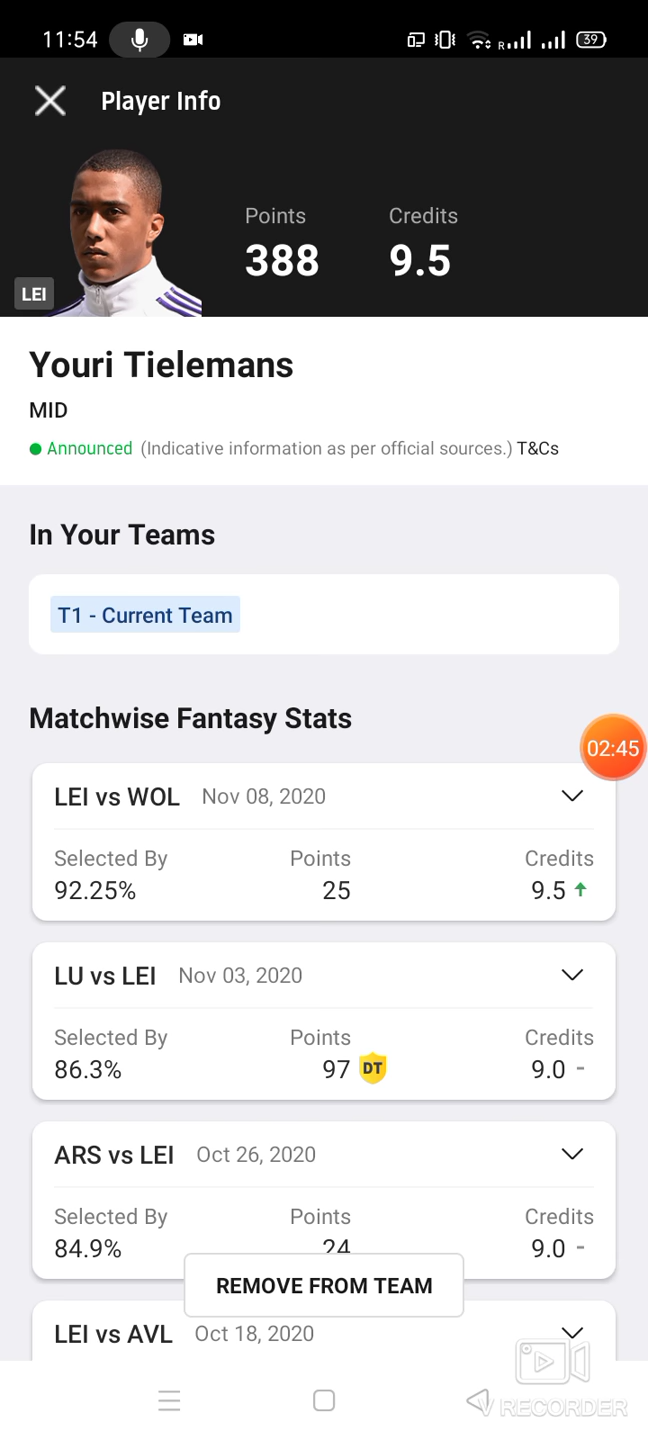 11:54
R
39
Player Info
Points
Credits
388
9.5
LEI
Youri Tielemans
MID
Announced (Indicative information as per official sources.) T&Cs
In Your Teams
T1 - Current Team
Matchwise Fantasy Stats
02:45
LEI vs WOL Nov 08, 2020
Selected By Points Credits
92.25% 25 9.5
LU vs LEI Nov 03, 2020
Selected By Points Credits
86.3% 97 DT 9.0 -
ARS vs LEI Oct 26, 2020
Selected By Points Credits
84.9% 24 9.0 -
REMOVE FROM TEAM
LEI vs AVL Oct 18, 2020
V RECORDER